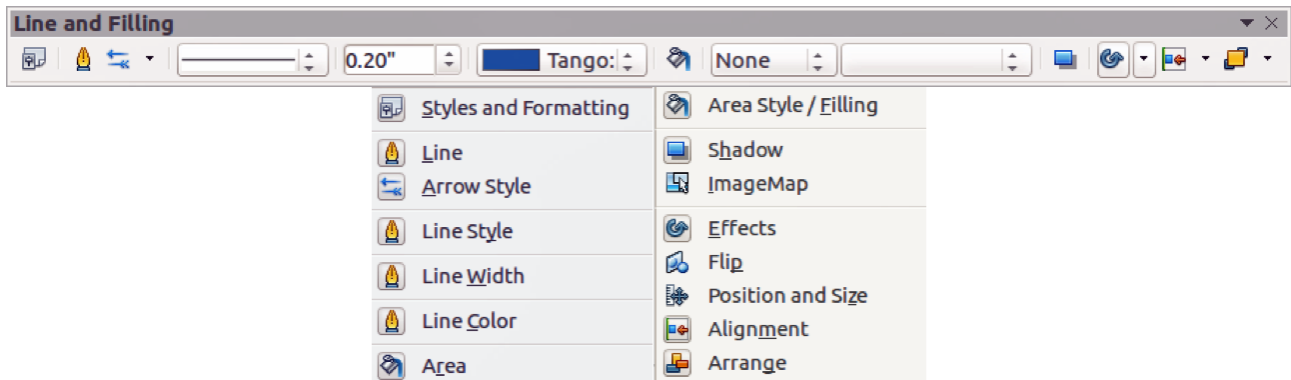 Line and Filling
0.20" Tango: None
Styles and Formatting
Line
Arrow Style
Line Style
Line Width
Line Color
Area
Area Style / Filling
Shadow
ImageMap
Effects
Flip
Position and Size
Alignment
Arrange